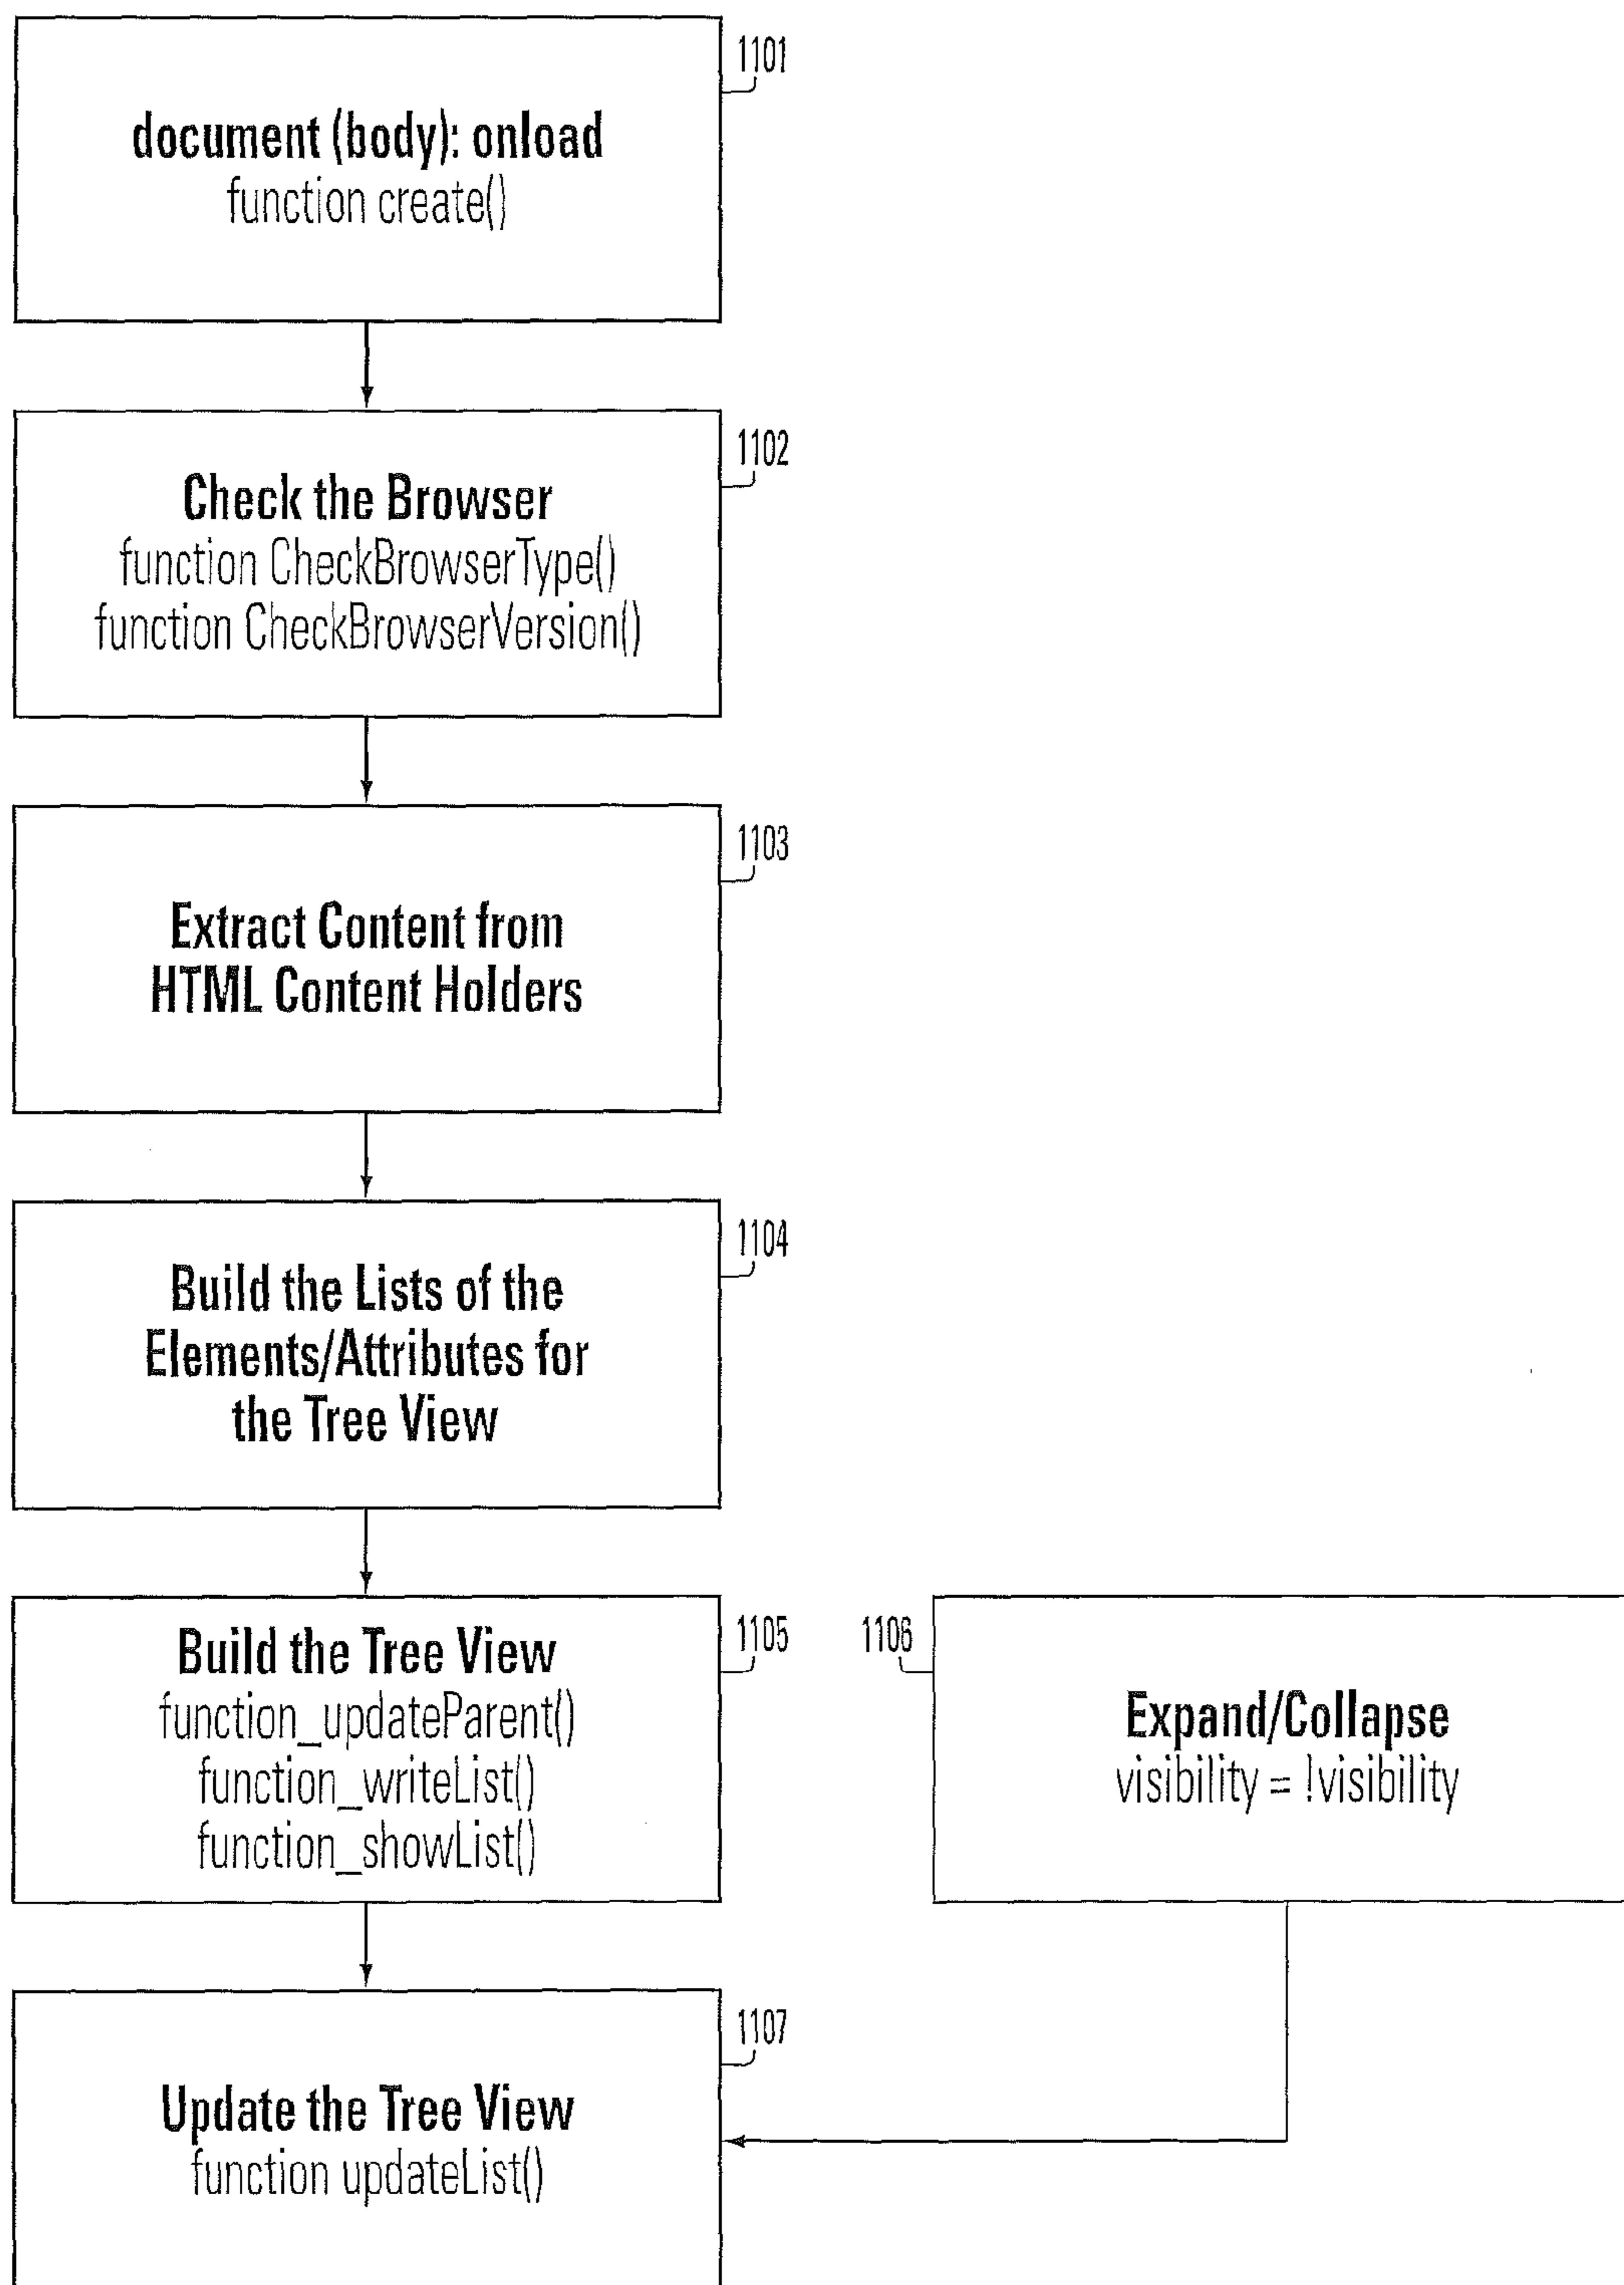 1101
document (body): onload
function create()
1102
Check the Browser
function CheckBrowserType()
function CheckBrowserVersion()
1103
Extract Content from
HTML Content Holders
1104
Build the Lists of the
Elements/Attributes for
the Tree View
1105
Build the Tree View
function_updateParent()
function_writeList()
function_showList()
1106
Expand/Collapse
visibility = !visibility
1107
Update the Tree View
function updateList()